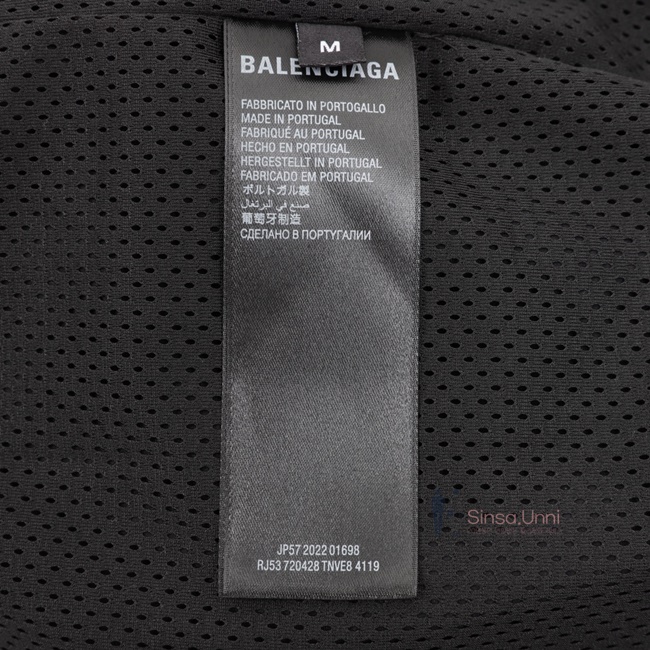 M
BALENCIAGA
FABBRICATO IN PORTOGALLO
MADE IN PORTUGAL
FABRIQUÉ AU PORTUGAL
HECHO EN PORTUGAL
HERGESTELLT IN PORTUGAL
FABRICADO EM PORTUGAL
ポルトガル製
صنع في البرتغال
葡萄牙制造
СДЕЛАНО В ПОРТУГАЛИИ
Sinsa.Unni
JP57 2022 01698
RJ53 720428 TNVE8 4119